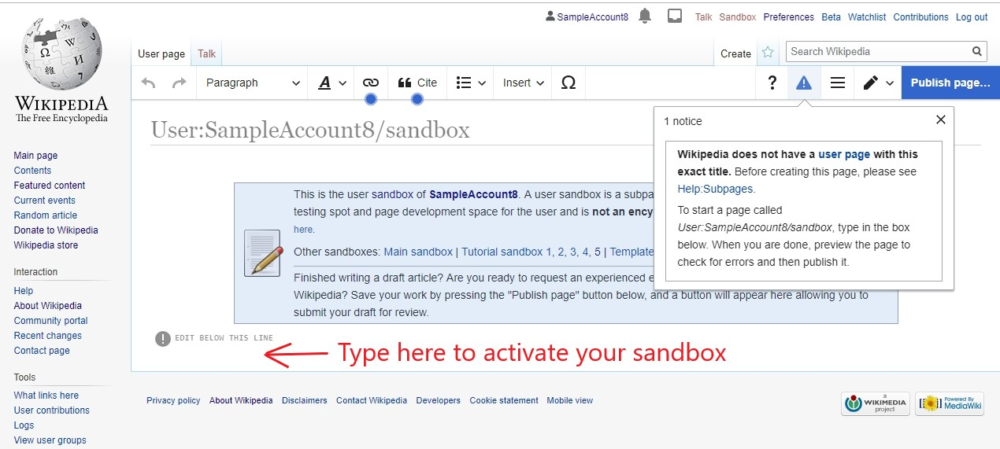 SampleAccount8 Talk Sandbox Preferences Beta Watchlist Contributions Log out
User page Talk Create Search Wikipedia
Paragraph A Cite Insert Ω ? Publish page...
WIKIPEDIA
The Free Encyclopedia
Main page
Contents
Featured content
Current events
Random article
Donate to Wikipedia
Wikipedia store
Interaction
Help
About Wikipedia
Community portal
Recent changes
Contact page
Tools
What links here
User contributions
Logs
View user groups
User:SampleAccount8/sandbox
This is the user sandbox of SampleAccount8. A user sandbox is a subpa
testing spot and page development space for the user and is not an ency
here.
Other sandboxes: Main sandbox | Tutorial sandbox 1, 2, 3, 4, 5 | Template
Finished writing a draft article? Are you ready to request an experienced e
Wikipedia? Save your work by pressing the "Publish page" button below, and a button will appear here allowing you to
submit your draft for review.
1 notice
Wikipedia does not have a user page with this
exact title. Before creating this page, please see
Help:Subpages.
To start a page called
User:SampleAccount8/sandbox, type in the box
below. When you are done, preview the page to
check for errors and then publish it.
EDIT BELOW THIS LINE
Type here to activate your sandbox
Privacy policy About Wikipedia Disclaimers Contact Wikipedia Developers Cookie statement Mobile view
a
WIKIMEDIA
project
Powered By
MediaWiki